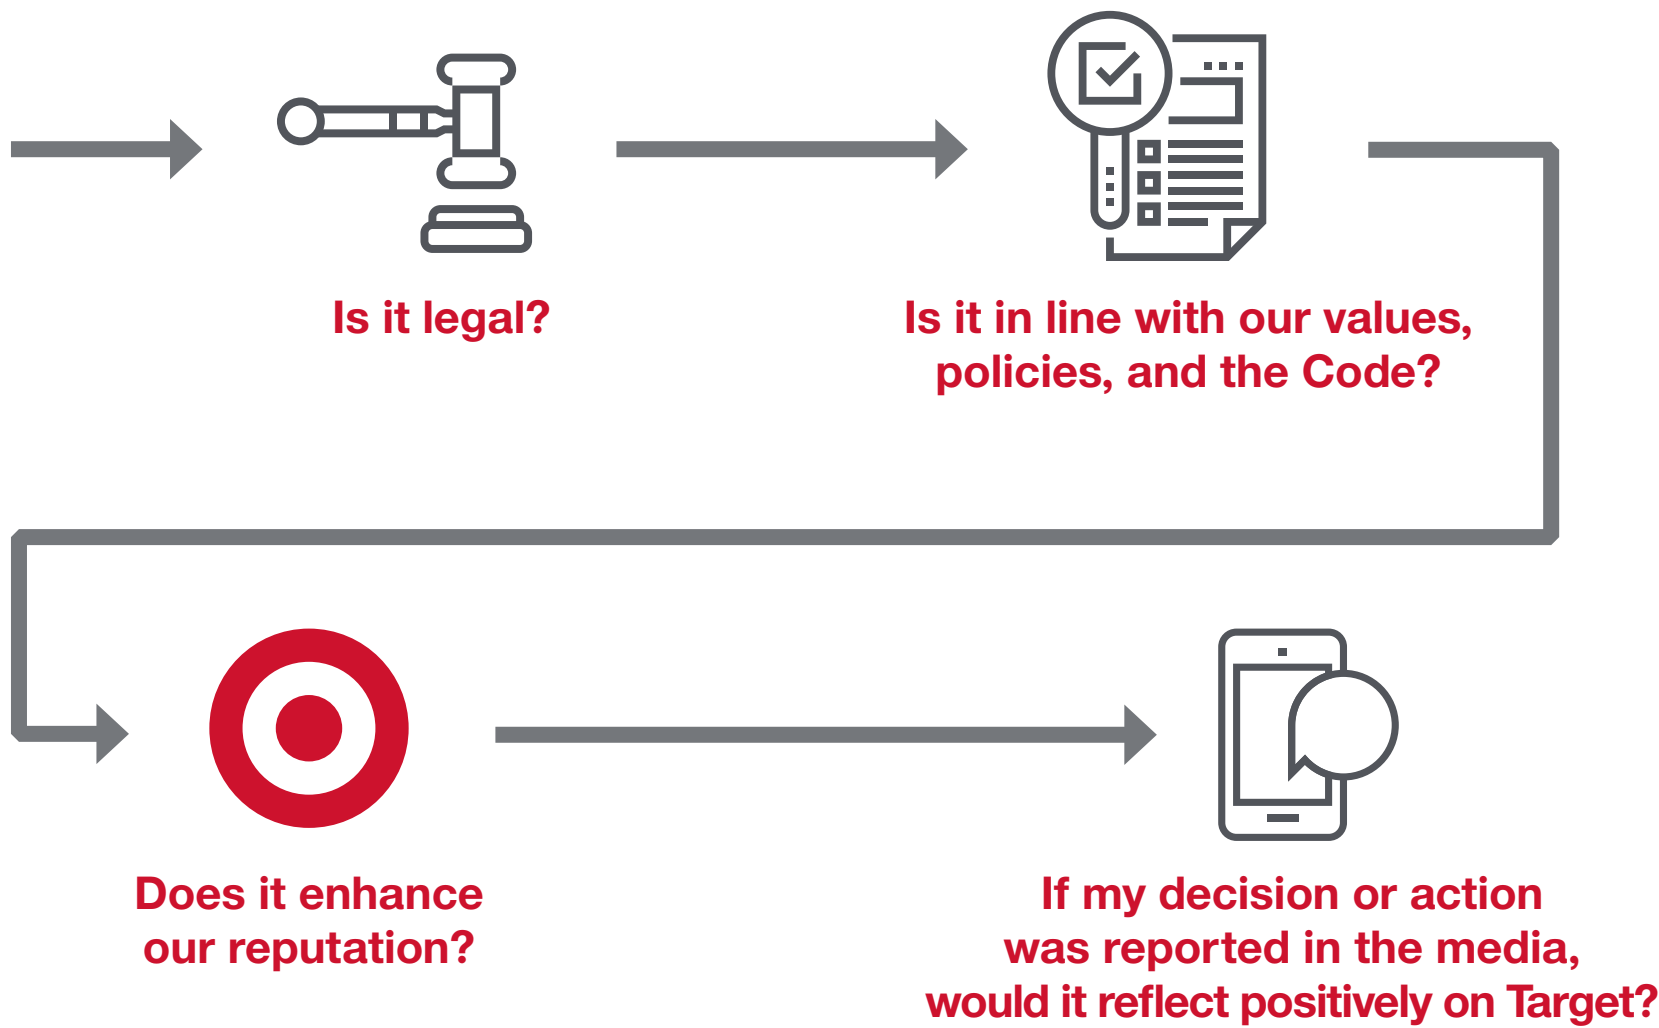 Is it legal?
Is it in line with our values,
policies, and the Code?
Does it enhance
our reputation?
If my decision or action
was reported in the media,
would it reflect positively on Target?